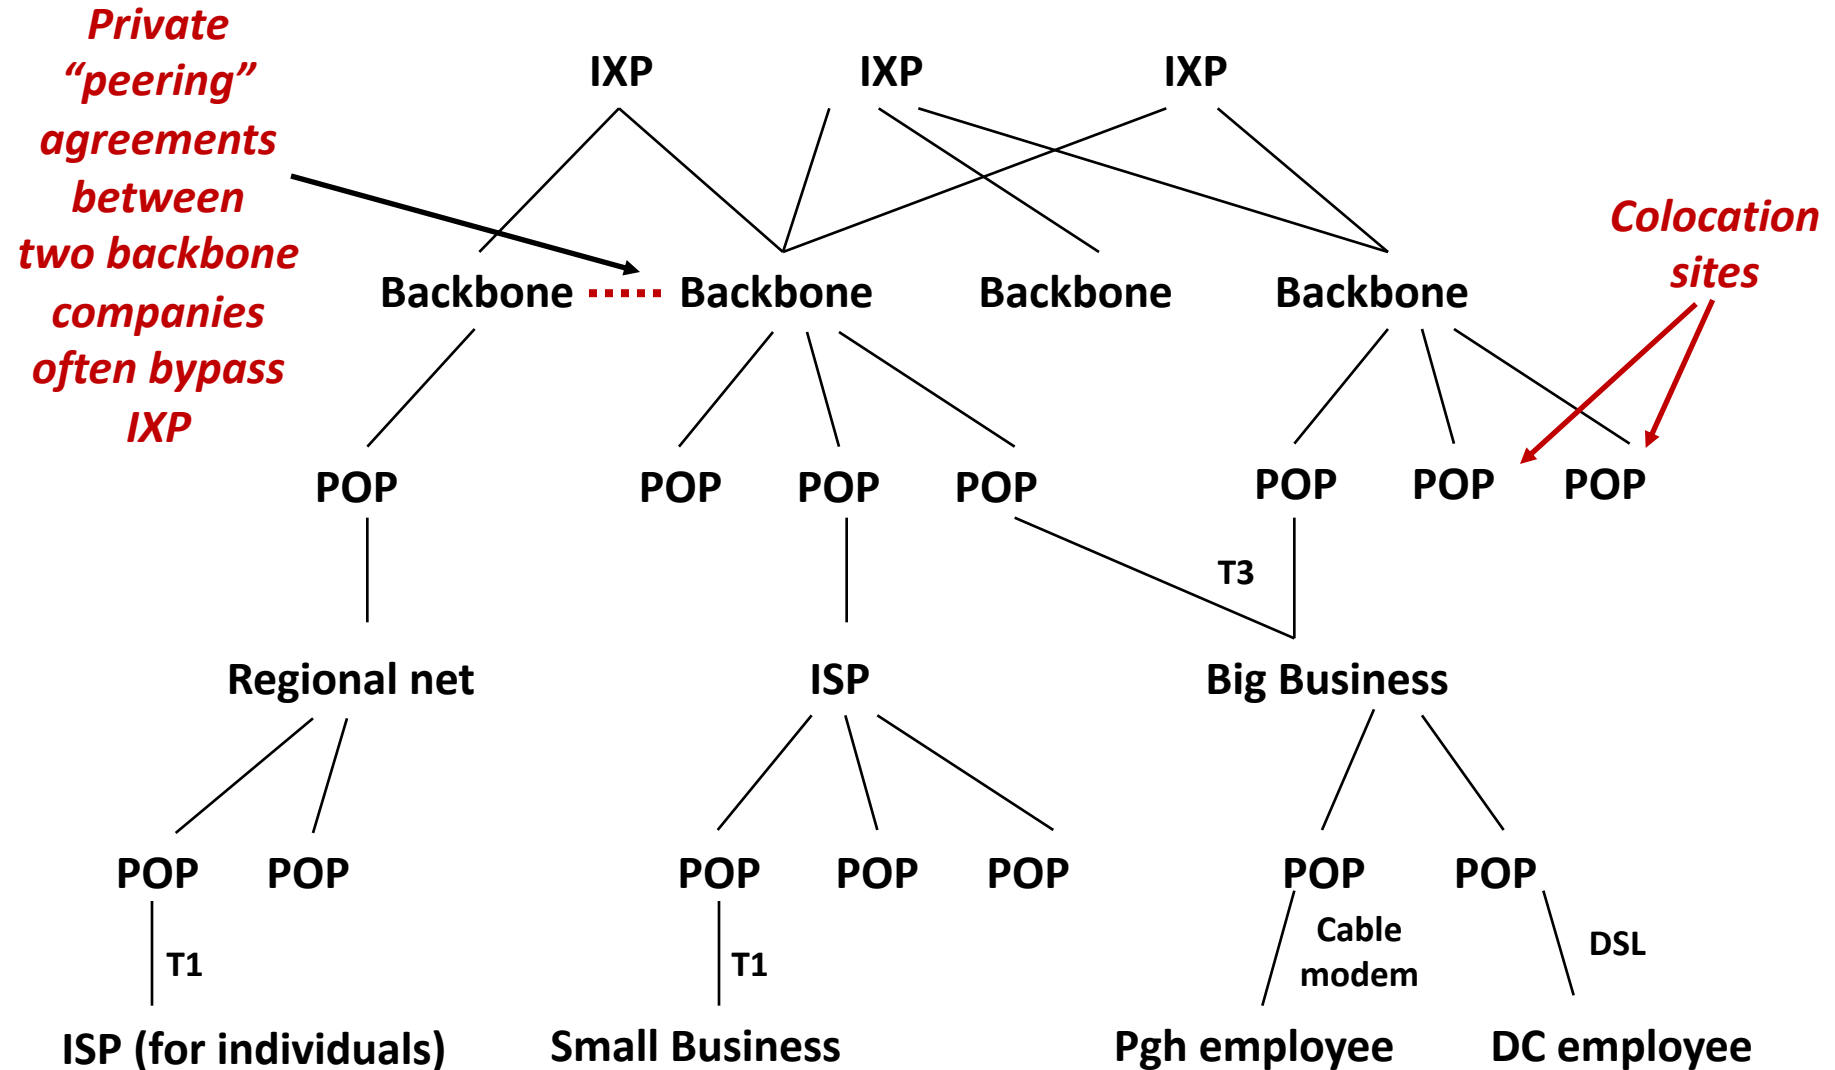 Private
“peering”
agreements
between
two backbone
companies
often bypass
IXP
IXP IXP IXP
Colocation
sites
Backbone Backbone Backbone Backbone
POP POP POP POP POP POP POP
T3
Regional net ISP Big Business
POP POP POP POP POP POP POP
T1 T1 Cable
modem
DSL
ISP (for individuals) Small Business Pgh employee DC employee